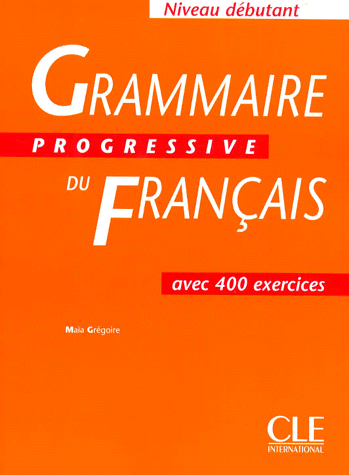 Niveau débutant
GRAMMAIRE
PROGRESSIVE
DU FRANÇAIS
avec 400 exercices
Maïa Grégoire
CLE
INTERNATIONAL